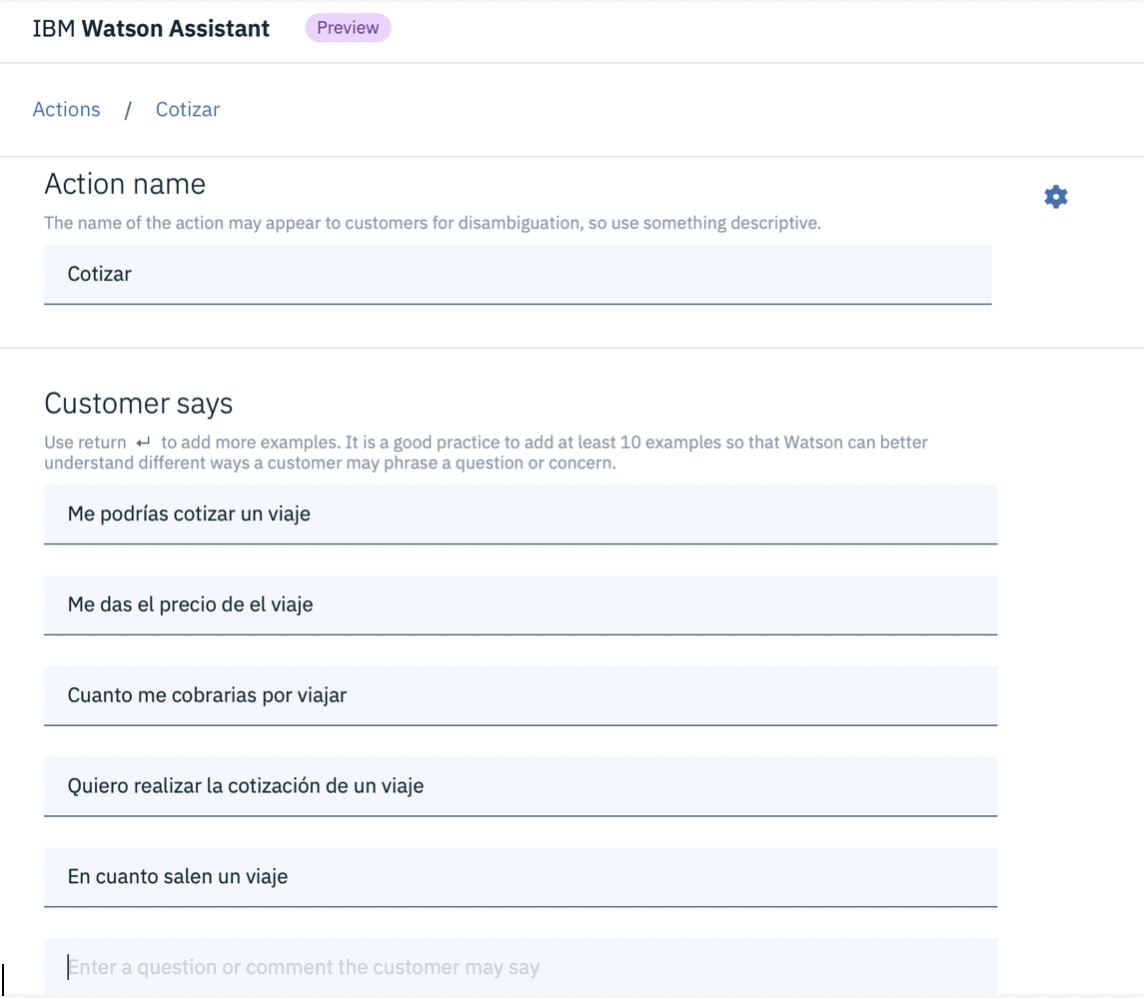 IBM Watson Assistant Preview
Actions / Cotizar
Action name
The name of the action may appear to customers for disambiguation, so use something descriptive.
Cotizar
Customer says
Use return ↵ to add more examples. It is a good practice to add at least 10 examples so that Watson can better
understand different ways a customer may phrase a question or concern.
Me podrías cotizar un viaje
Me das el precio de el viaje
Cuanto me cobrarias por viajar
Quiero realizar la cotización de un viaje
En cuanto salen un viaje
Enter a question or comment the customer may say